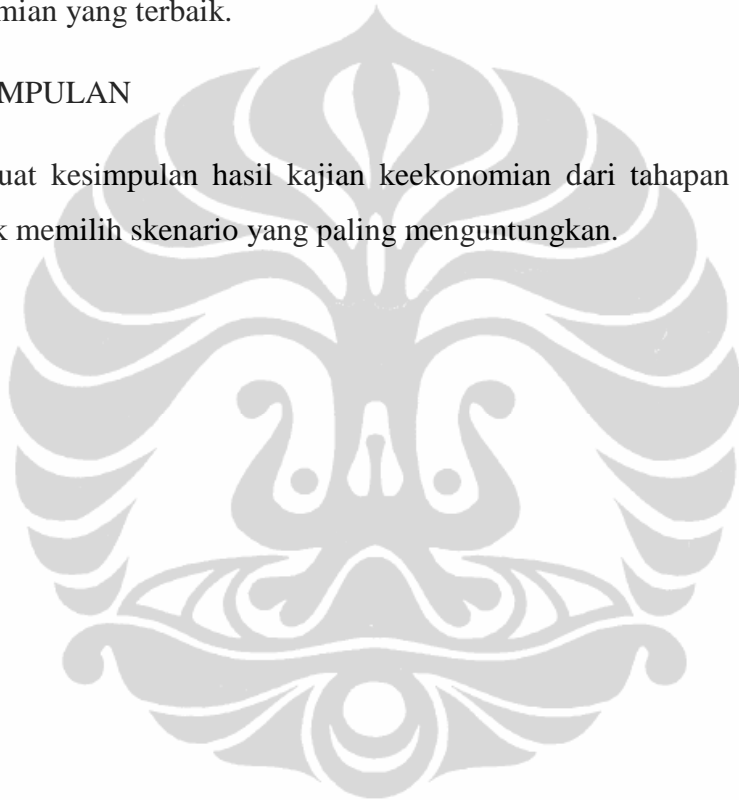 mian yang terbaik.
MPULAN
uat kesimpulan hasil kajian keekonomian dari tahapan
k memilih skenario yang paling menguntungkan.